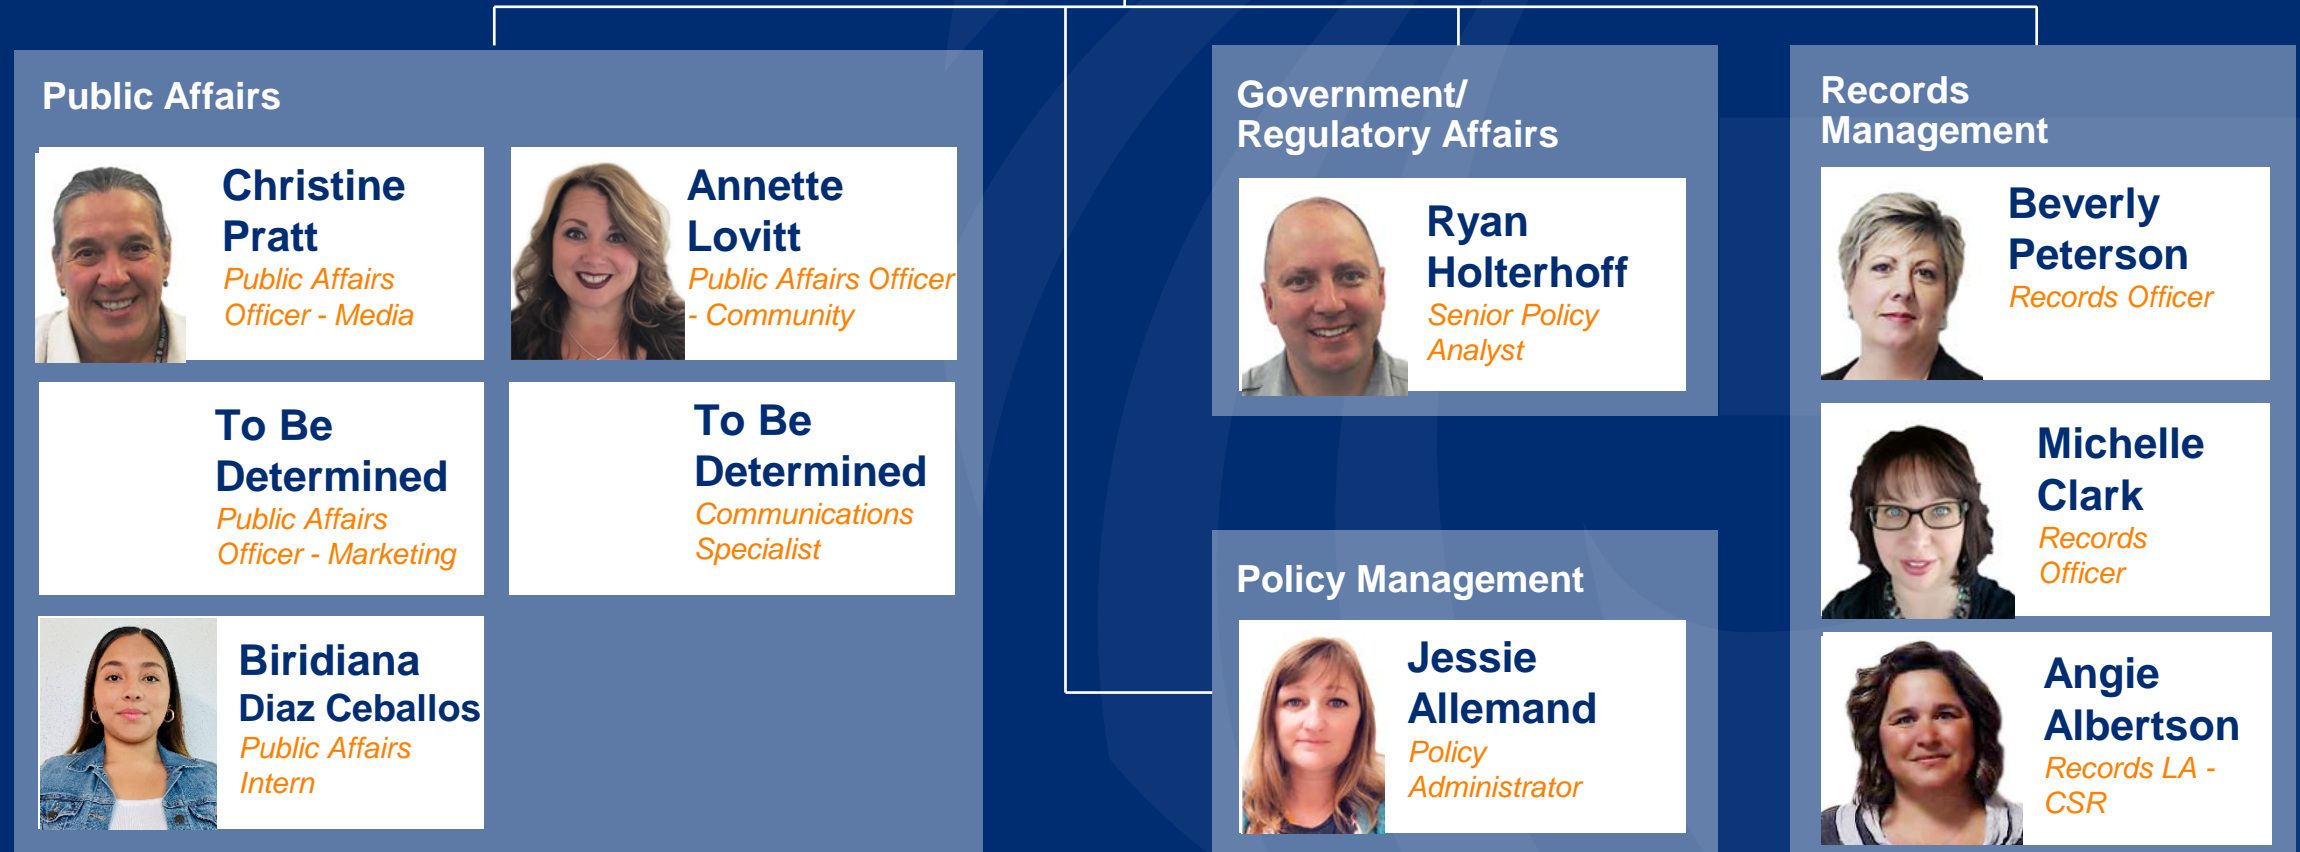 Public Affairs
Christine
Pratt
Public Affairs
Officer - Media
Annette
Lovitt
Public Affairs Officer
- Community
To Be
Determined
Public Affairs
Officer - Marketing
To Be
Determined
Communications
Specialist
Biridiana
Diaz Ceballos
Public Affairs
Intern
Government/
Regulatory Affairs
Ryan
Holterhoff
Senior Policy
Analyst
Policy Management
Jessie
Allemand
Policy
Administrator
Records
Management
Beverly
Peterson
Records Officer
Michelle
Clark
Records
Officer
Angie
Albertson
Records LA -
CSR